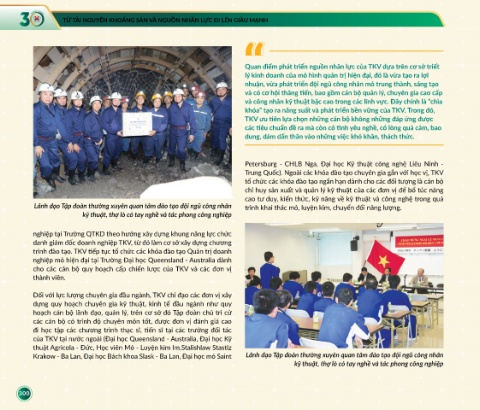 30
TỪ TÀI NGUYÊN KHOÁNG SẢN VÀ NGUỒN NHÂN LỰC ĐI LÊN GIÀU MẠNH
Lãnh đạo Tập đoàn thường xuyên quan tâm đào tạo đội ngũ công nhân
kỹ thuật, thợ lò có tay nghề và tác phong công nghiệp
nghiệp tại Trường QTKD theo hướng xây dựng khung năng lực chức
danh giám đốc doanh nghiệp TKV, từ đó làm cơ sở xây dựng chương
trình đào tạo. TKV tiếp tục tổ chức các khóa đào tạo Quản trị doanh
nghiệp mỏ hiện đại tại Trường Đại học Queensland - Australia dành
cho các cán bộ quy hoạch cấp chiến lược của TKV và các đơn vị
thành viên.
Đối với lực lượng chuyên gia đầu ngành, TKV chỉ đạo các đơn vị xây
dựng quy hoạch chuyên gia kỹ thuật, kinh tế đầu ngành như quy
hoạch cán bộ lãnh đạo, quản lý, trên cơ sở đó Tập đoàn chủ trì cử
các cán bộ có trình độ chuyên môn tốt, được đơn vị đánh giá cao
đi học tập các chương trình thạc sĩ, tiến sĩ tại các trường đối tác
của TKV tại nước ngoài (Đại học Queensland - Australia, Đại học Kỹ
thuật Agricola - Đức, Học viện Mỏ - Luyện kim Im.Stalishlaw Stastiz
Krakow - Ba Lan, Đại học Bách khoa Slask - Ba Lan, Đại học mỏ Saint
Quan điểm phát triển nguồn nhân lực của TKV dựa trên cơ sở triết
lý kinh doanh của mô hình quản trị hiện đại, đó là vừa tạo ra lợi
nhuận, vừa phát triển đội ngũ công nhân mỏ trung thành, sáng tạo
và có cơ hội thăng tiến, bao gồm cán bộ quản lý, chuyên gia cao cấp
và công nhân kỹ thuật bậc cao trong các lĩnh vực. Đây chính là "chìa
khóa" tạo ra năng suất và phát triển bền vững của TKV. Trong đó,
TKV ưu tiên lựa chọn những cán bộ không những đáp ứng được
các tiêu chuẩn đề ra mà còn có tình yêu nghề, có lòng quả cảm, bao
dung, dám dấn thân vào những việc khó khăn, thách thức.
Petersburg - CHLB Nga, Đại học Kỹ thuật công nghệ Liêu Ninh -
Trung Quốc). Ngoài các khóa đào tạo chuyên gia gắn với học vị, TKV
tổ chức các khóa đào tạo ngắn hạn dành cho các đối tượng là cán bộ
chỉ huy sản xuất và quản lý kỹ thuật của các đơn vị để bổ túc nâng
cao tư duy, kiến thức, kỹ năng về kỹ thuật và công nghệ trong quá
trình khai thác mỏ, luyện kim, chuyển đổi năng lượng.
Lãnh đạo Tập đoàn thường xuyên quan tâm đào tạo đội ngũ công nhân
kỹ thuật, thợ lò có tay nghề và tác phong công nghiệp